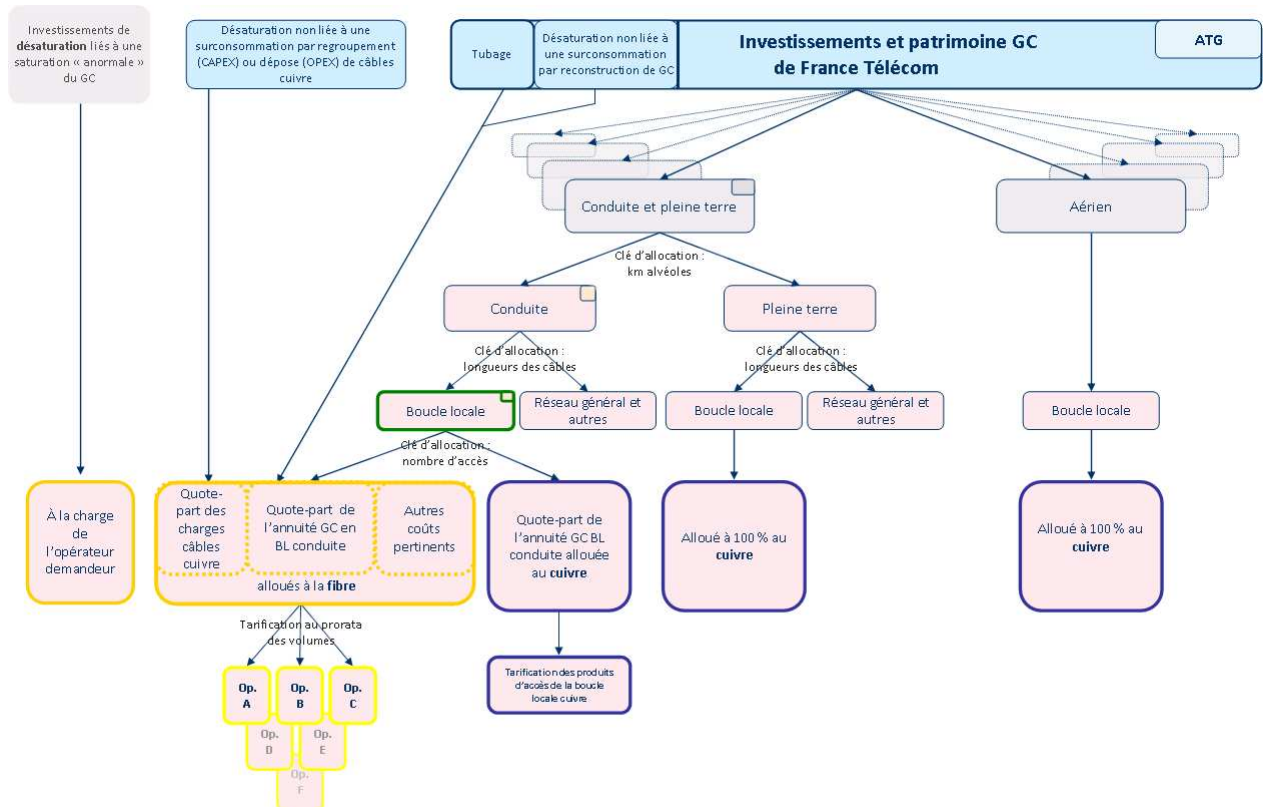 Investissements de
désaturation liés à une
saturation « anormale »
du GC
Désaturation non liée à une
surconsommation par regroupement
(CAPEX) ou dépose (OPEX) de câbles
cuivre
Tubage
Désaturation non liée à
une surconsommation
par reconstruction de GC
Investissements et patrimoine GC
de France Télécom
ATG
Conduite et pleine terre
Aérien
Clé d'allocation :
km alvéoles
Conduite
Pleine terre
Clé d'allocation :
longueurs des câbles
Clé d'allocation :
longueurs des câbles
Boucle locale
Réseau général et
autres
Boucle locale
Réseau général et
autres
Boucle locale
Clé d'allocation :
nombre d'accès
À la charge
de
l'opérateur
demandeur
Quote-
part des
charges
câbles
cuivre
Quote-part de
l'annuité GC en
BL conduite
Autres
coûts
pertinents
alloués à la fibre
Quote-part de
l'annuité GC BL
conduite allouée
au cuivre
Alloué à 100 % au
cuivre
Alloué à 100 % au
cuivre
Tarification au prorata
des volumes
Tarification des produits
d'accès de la boucle
locale cuivre
Op.
A
Op.
B
Op.
C
Op.
D
Op.
E
Op.
F